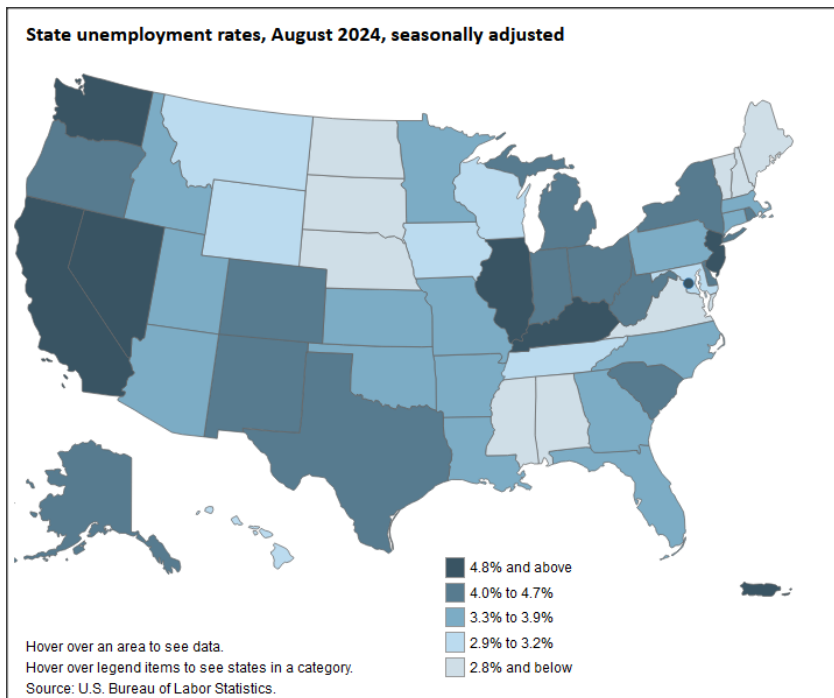 State unemployment rates, August 2024, seasonally adjusted
4.8% and above
4.0% to 4.7%
3.3% to 3.9%
2.9% to 3.2%
2.8% and below
Hover over an area to see data.
Hover over legend items to see states in a category.
Source: U.S. Bureau of Labor Statistics.